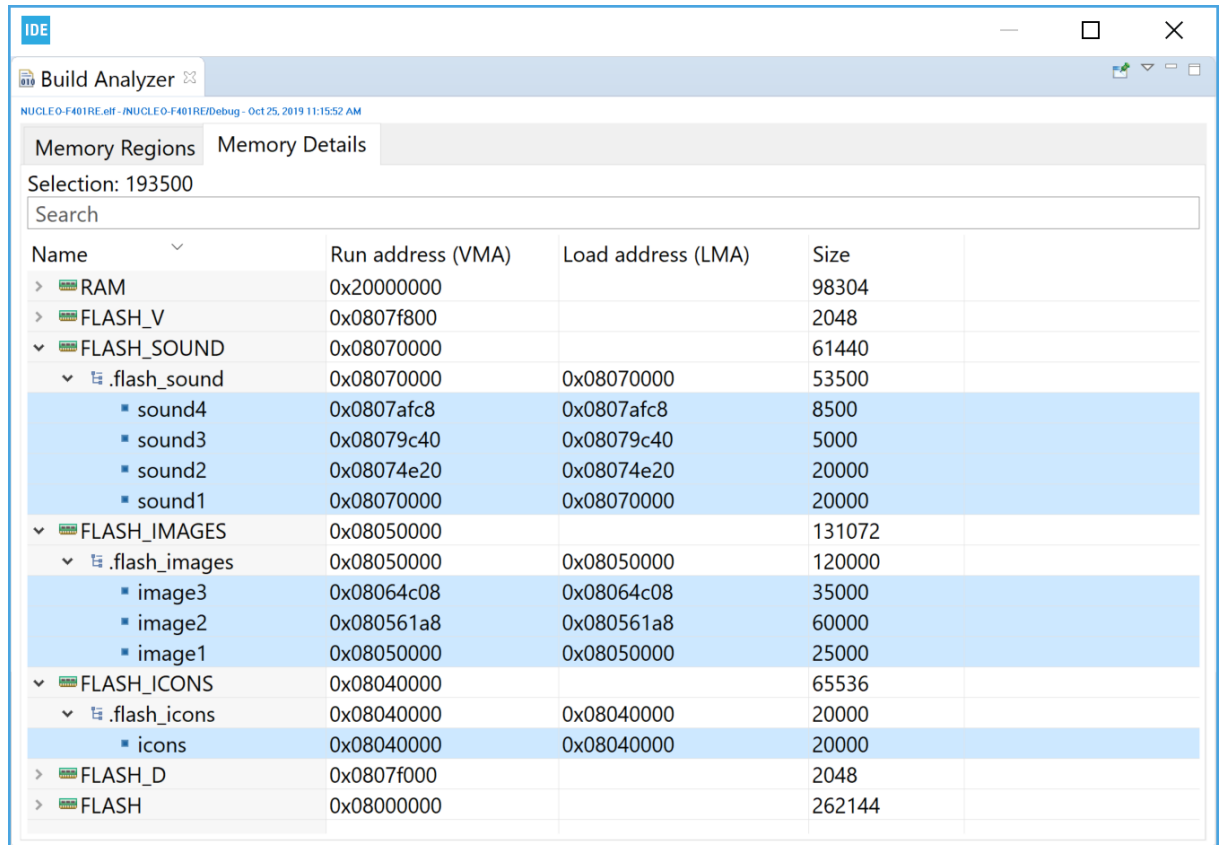 IDE
Build Analyzer
NUCLEO-F401RE.elf - /NUCLEO-F401RE/Debug - Oct 25, 2019 11:15:52 AM
Memory Regions Memory Details
Selection: 193500
Search
Name Run address (VMA) Load address (LMA) Size
RAM 0x20000000 98304
FLASH_V 0x0807f800 2048
FLASH_SOUND 0x08070000 61440
.flash_sound 0x08070000 0x08070000 53500
sound4 0x0807afc8 0x0807afc8 8500
sound3 0x08079c40 0x08079c40 5000
sound2 0x08074e20 0x08074e20 20000
sound1 0x08070000 0x08070000 20000
FLASH_IMAGES 0x08050000 131072
.flash_images 0x08050000 0x08050000 120000
image3 0x08064c08 0x08064c08 35000
image2 0x080561a8 0x080561a8 60000
image1 0x08050000 0x08050000 25000
FLASH_ICONS 0x08040000 65536
.flash_icons 0x08040000 0x08040000 20000
icons 0x08040000 0x08040000 20000
FLASH_D 0x0807f000 2048
FLASH 0x08000000 262144